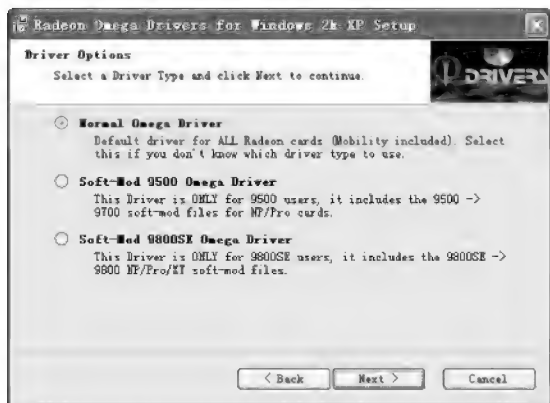 Radeon Omega Drivers for Windows 2k-XP Setup
Driver Options
Select a Driver Type and click Next to continue.
DRIVERS
Normal Omega Driver
Default driver for ALL Radeon cards (Mobility included). Select
this if you don't know which driver type to use.
Soft-Mod 9500 Omega Driver
This Driver is ONLY for 9500 users, it includes the 9500 ->
9700 soft-mod files for NP/Pro cards.
Soft-Mod 9800SE Omega Driver
This Driver is ONLY for 9800SE users, it includes the 9800SE ->
9800 NP/Pro/XT soft-mod files.
< Back Next > Cancel